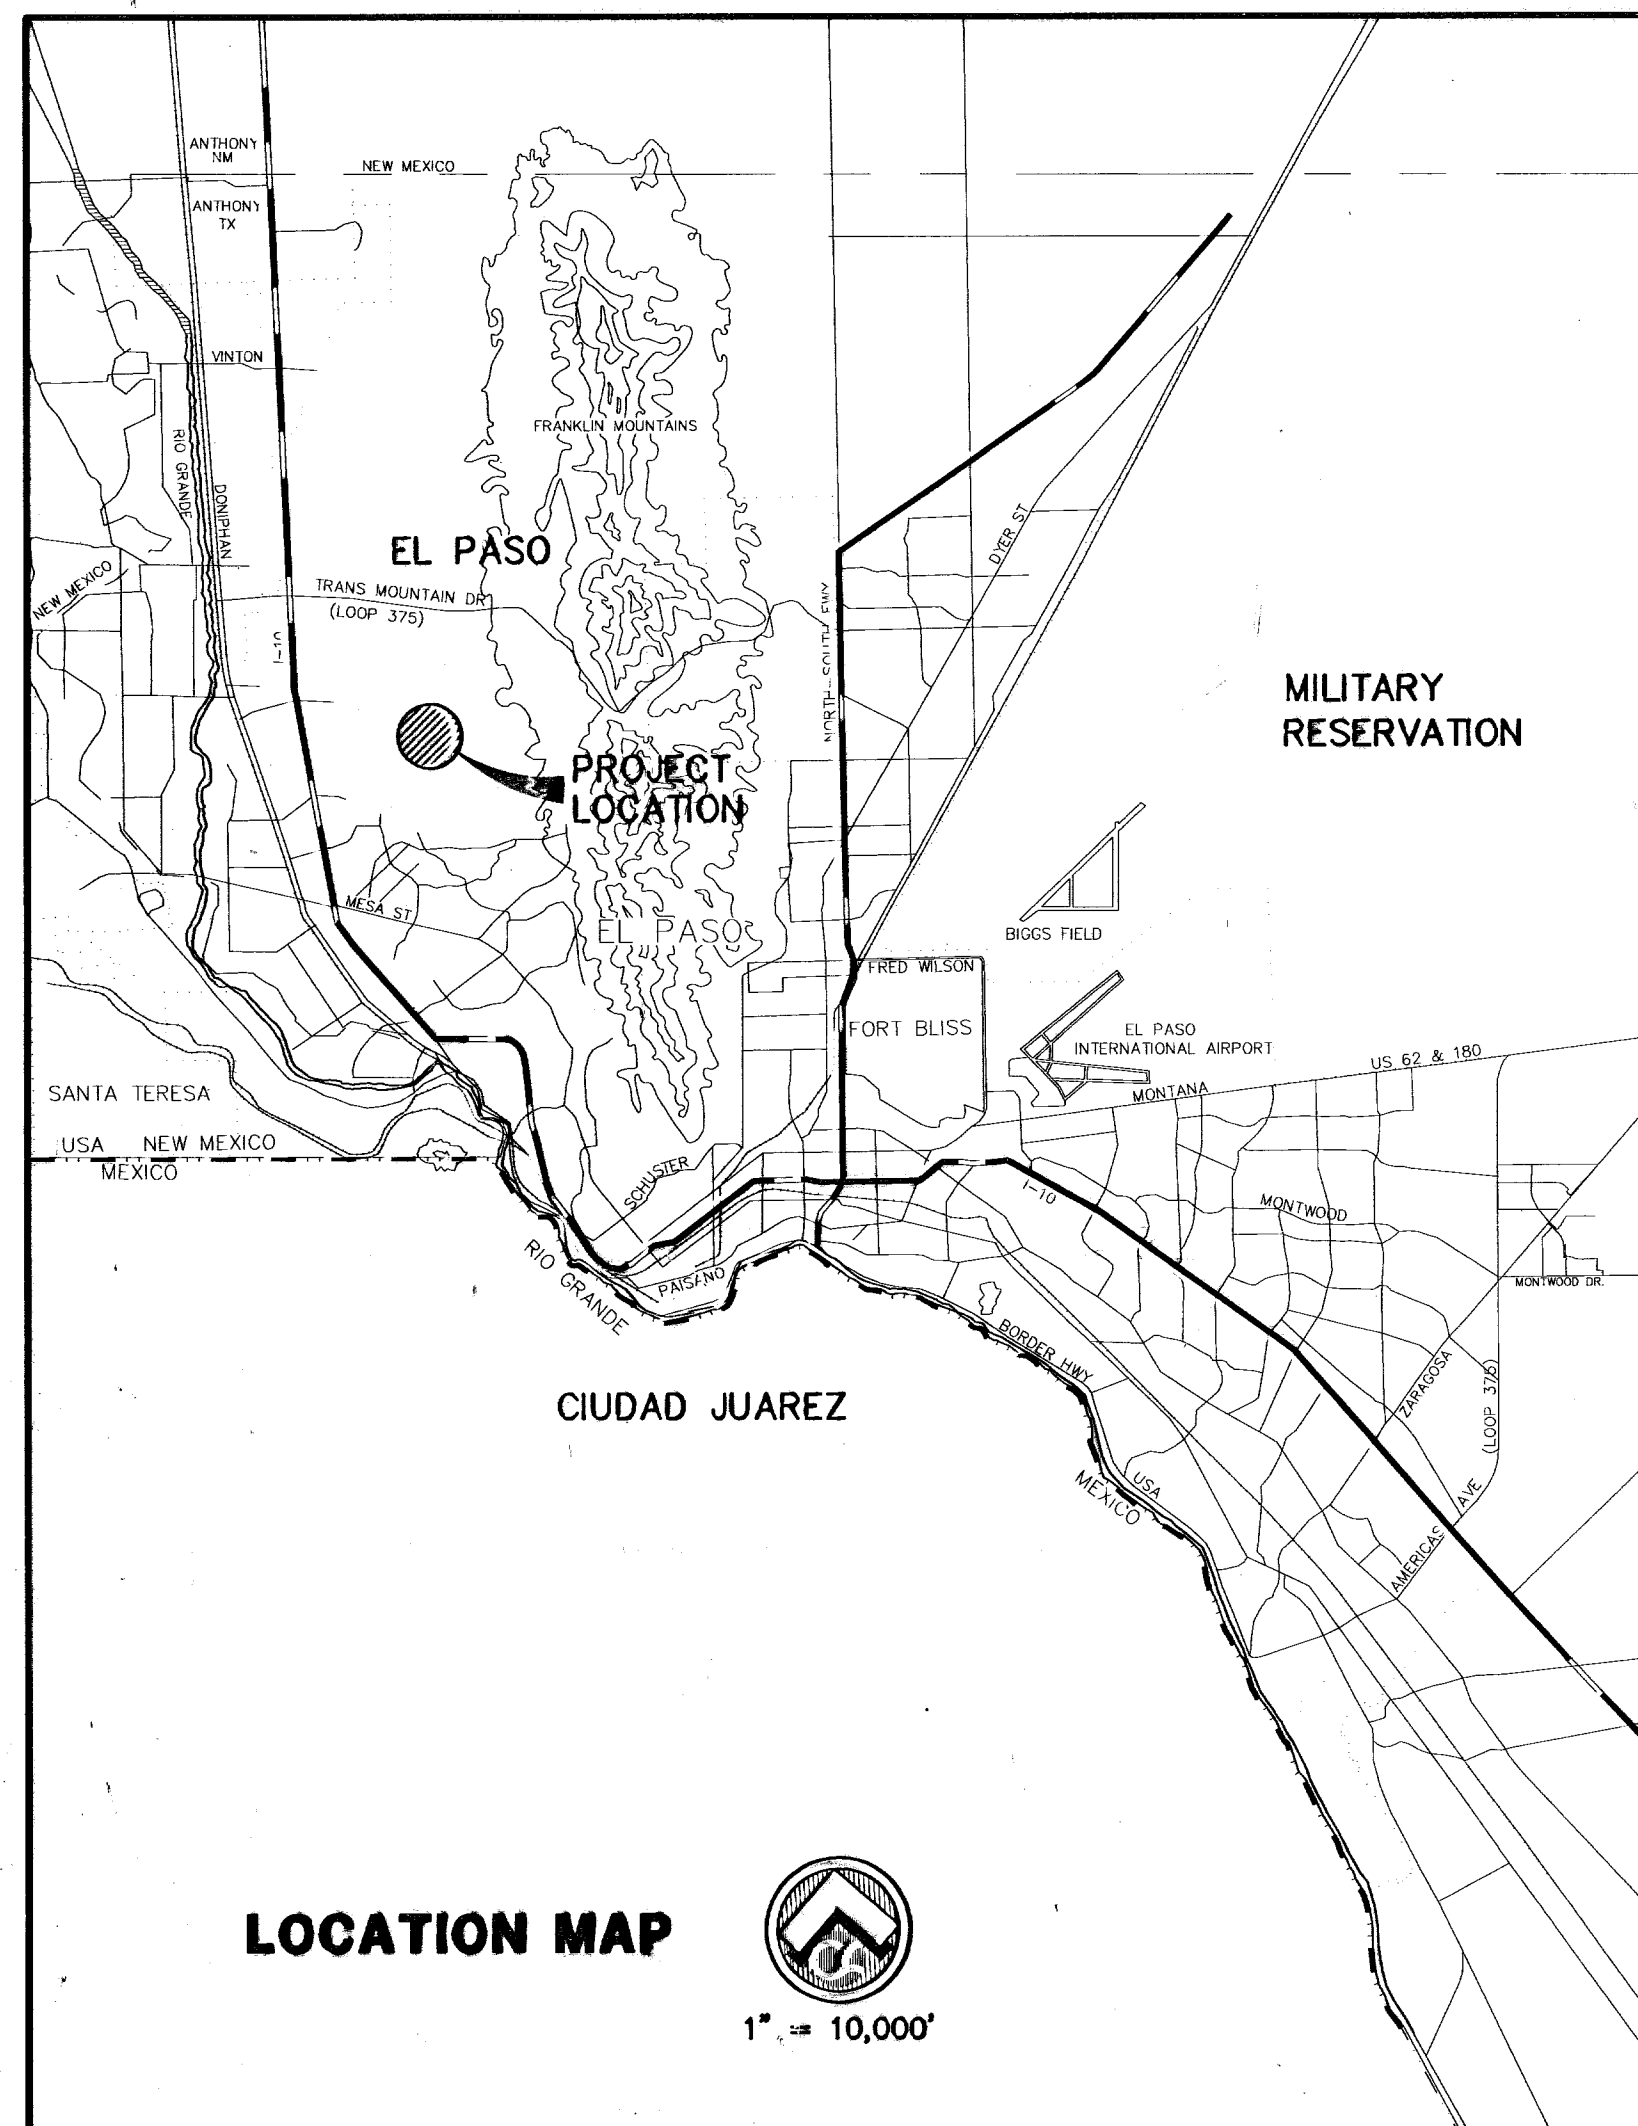 ANTHONY
NM
NEW MEXICO
ANTHONY
TX
VINTON
RIO GRANDE
DONIPHAN
FRANKLIN MOUNTAINS
DYER ST
EL PASO
NEW MEXICO
TRANS MOUNTAIN DR
(LOOP 375)
I-10
NORTH-SOUTH FWY
MILITARY
RESERVATION
PROJECT
LOCATION
MESA ST
EL PASO
BIGGS FIELD
FRED WILSON
FORT BLISS
EL PASO
INTERNATIONAL AIRPORT
US 62 & 180
MONTANA
SANTA TERESA
USA NEW MEXICO
MEXICO
SCHUSTER
I-10
MONTWOOD
RIO GRANDE
PAISANO
MONTWOOD DR.
BORDER HWY
ZARAGOSA
(LOOP 375)
CIUDAD JUAREZ
USA
MEXICO
AVE
AMERICAS
LOCATION MAP
1" = 10,000'